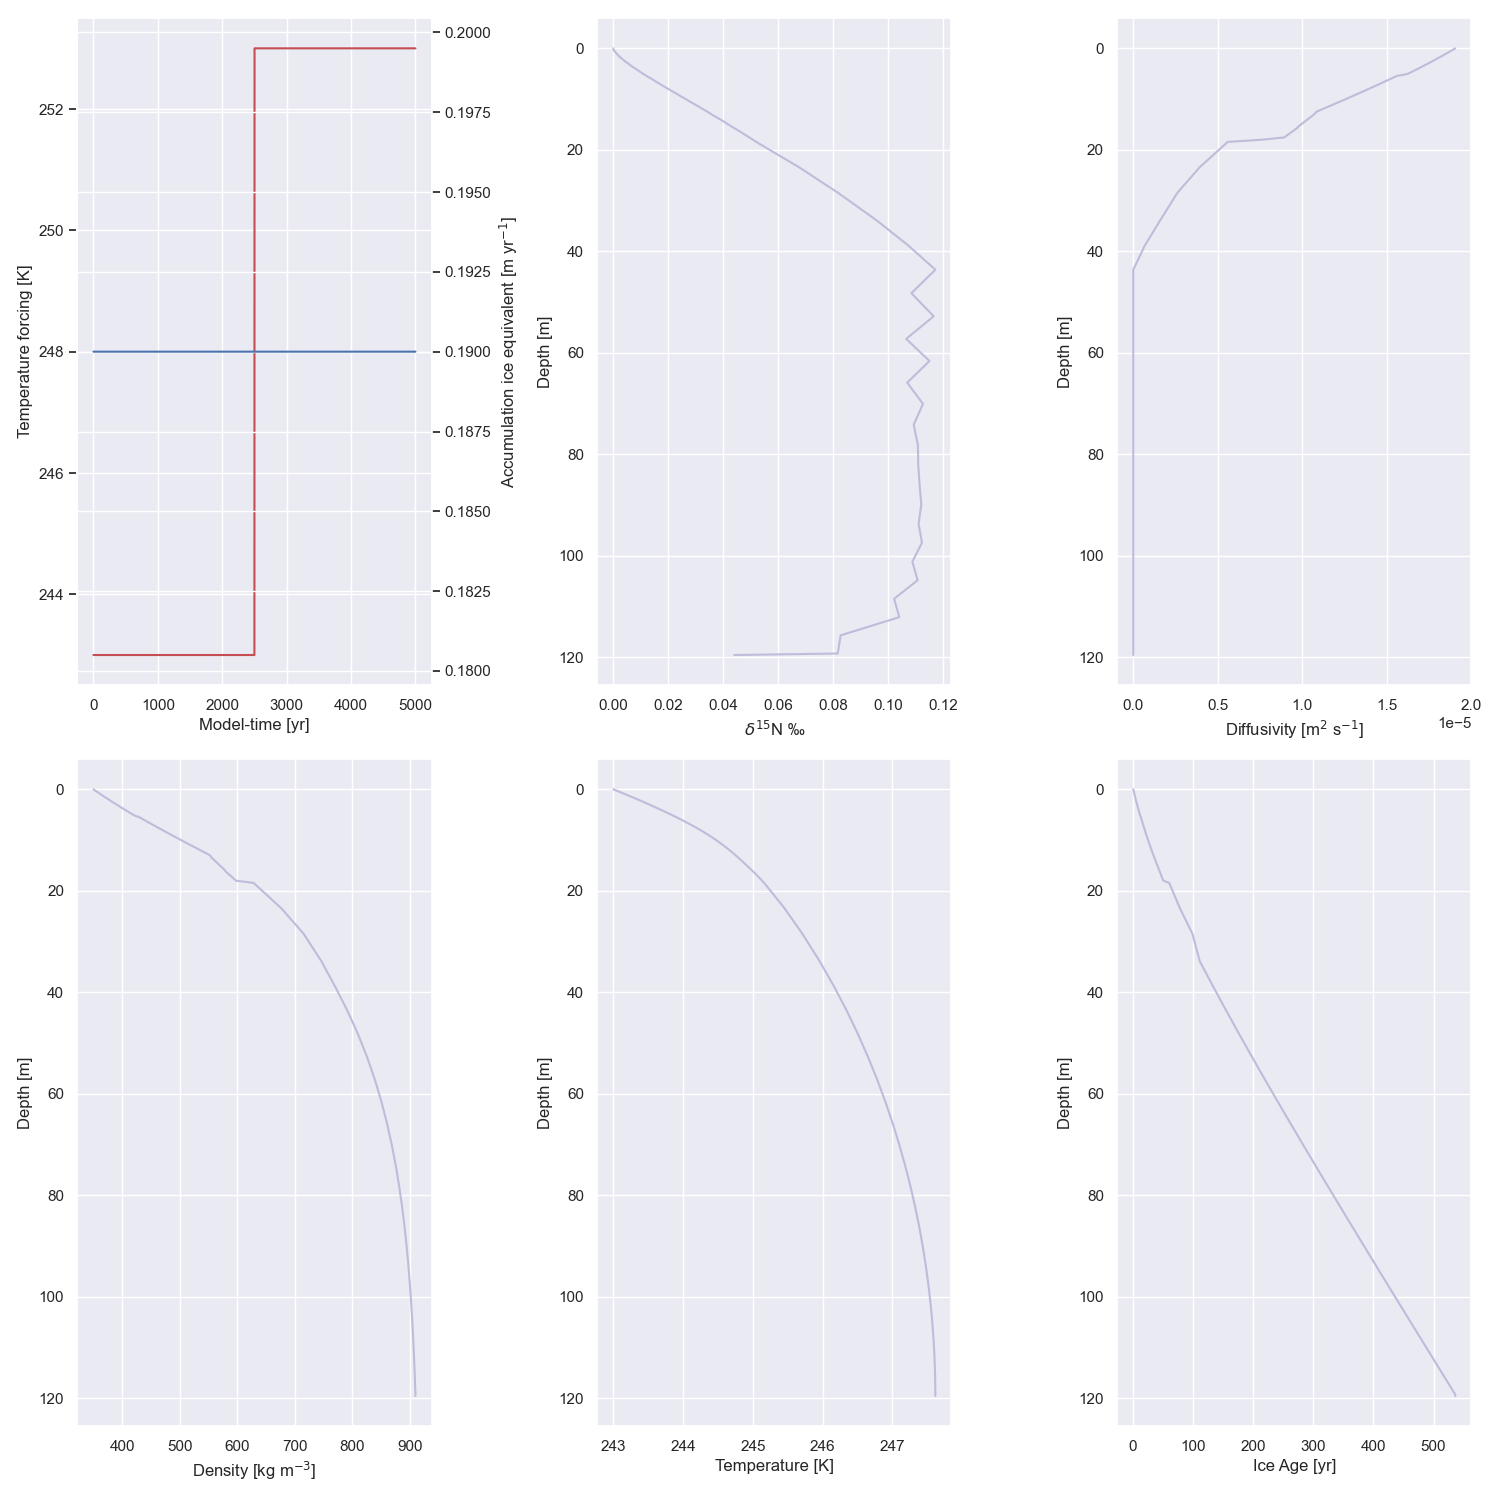 Temperature forcing [K]
252
250
248
246
244
0 1000 2000 3000 4000 5000
Model-time [yr]
0.2000
0.1975
0.1950
0.1925
0.1900
0.1875
0.1850
0.1825
0.1800
Accumulation ice equivalent [m yr⁻¹]
Depth [m]
0
20
40
60
80
100
120
0.00 0.02 0.04 0.06 0.08 0.10 0.12
δ¹⁵N ‰
Depth [m]
0
20
40
60
80
100
120
0.0 0.5 1.0 1.5 2.0
1e−5
Diffusivity [m² s⁻¹]
Depth [m]
0
20
40
60
80
100
120
400 500 600 700 800 900
Density [kg m⁻³]
Depth [m]
0
20
40
60
80
100
120
243 244 245 246 247
Temperature [K]
Depth [m]
0
20
40
60
80
100
120
0 100 200 300 400 500
Ice Age [yr]